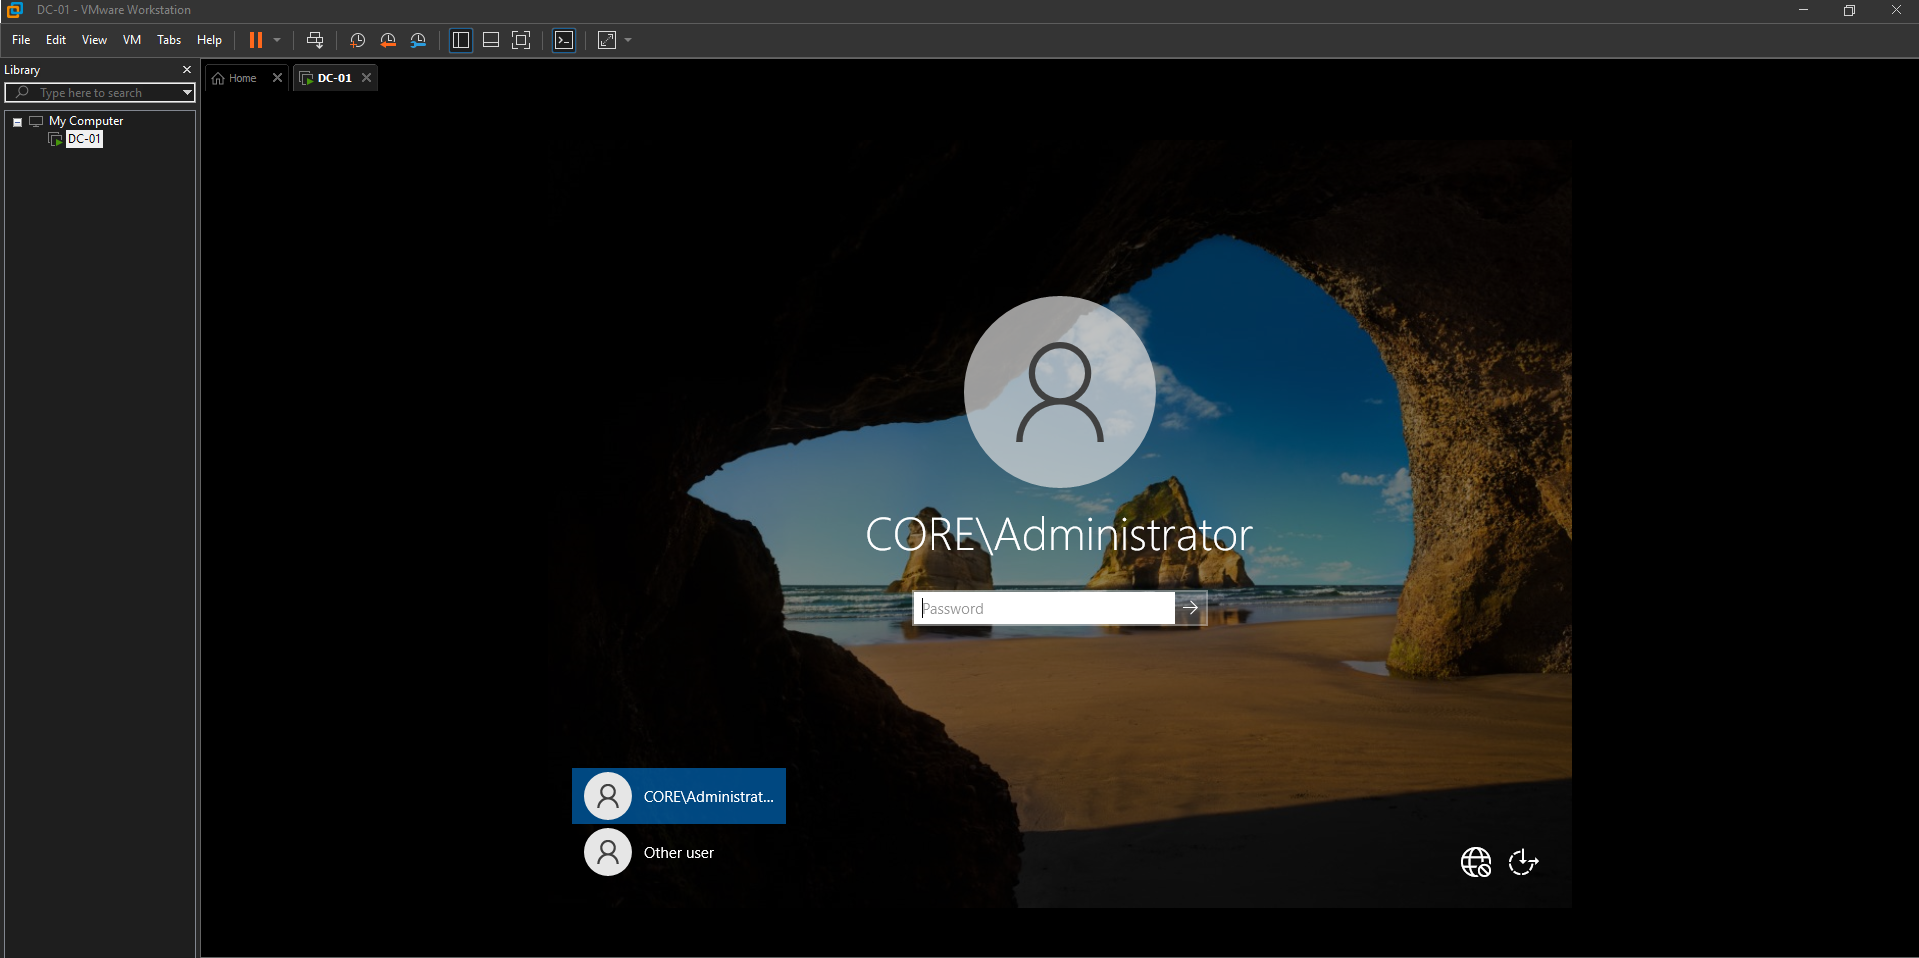 DC-01 - VMware Workstation
File Edit View VM Tabs Help
Library
Home DC-01
Type here to search
My Computer
DC-01
CORE\Administrator
Password
CORE\Administrat...
Other user